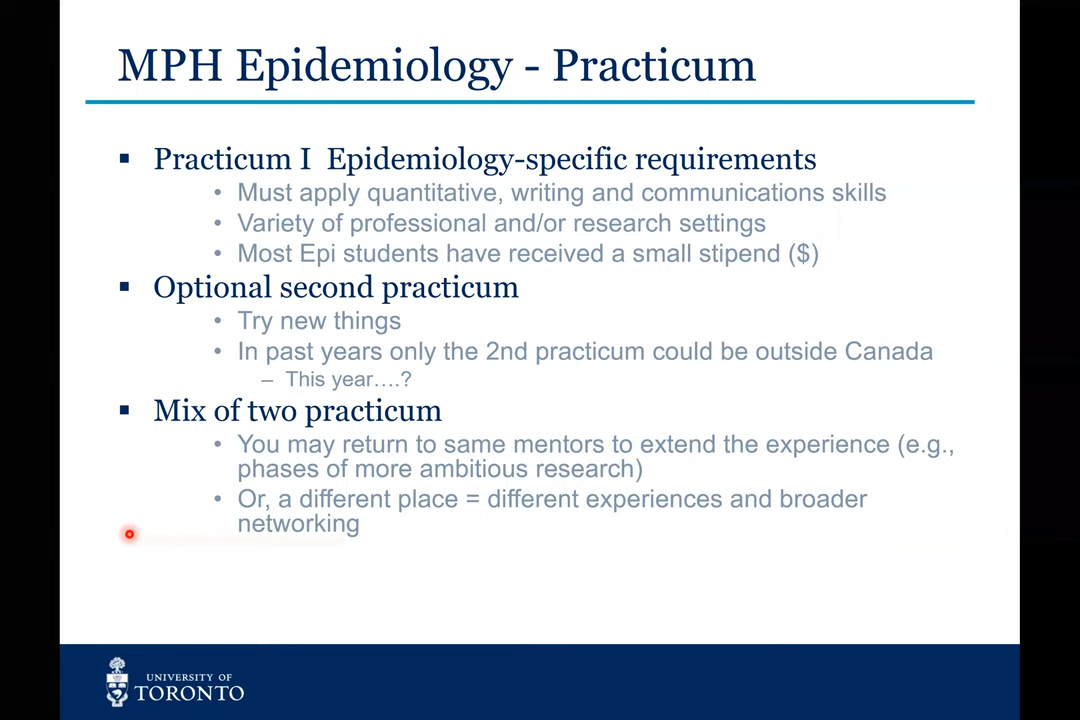 MPH Epidemiology - Practicum
▪ Practicum I Epidemiology-specific requirements
• Must apply quantitative, writing and communications skills
• Variety of professional and/or research settings
• Most Epi students have received a small stipend ($)
▪ Optional second practicum
• Try new things
• In past years only the 2nd practicum could be outside Canada
– This year….?
▪ Mix of two practicum
• You may return to same mentors to extend the experience (e.g.,
phases of more ambitious research)
• Or, a different place = different experiences and broader
networking
UNIVERSITY OF
TORONTO